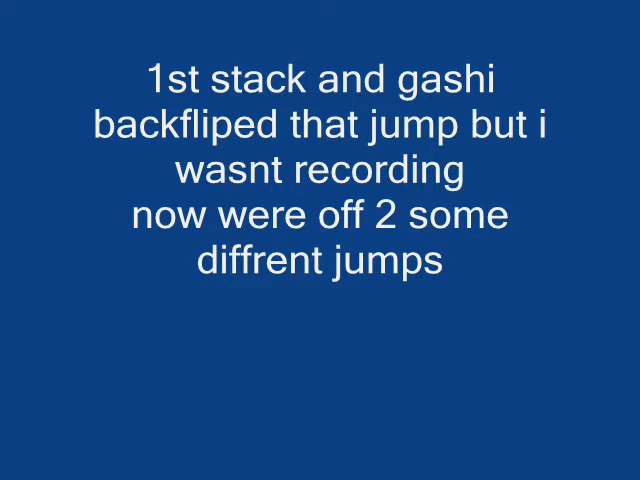 1st stack and gashi
backfliped that jump but i
wasnt recording
now were off 2 some
diffrent jumps